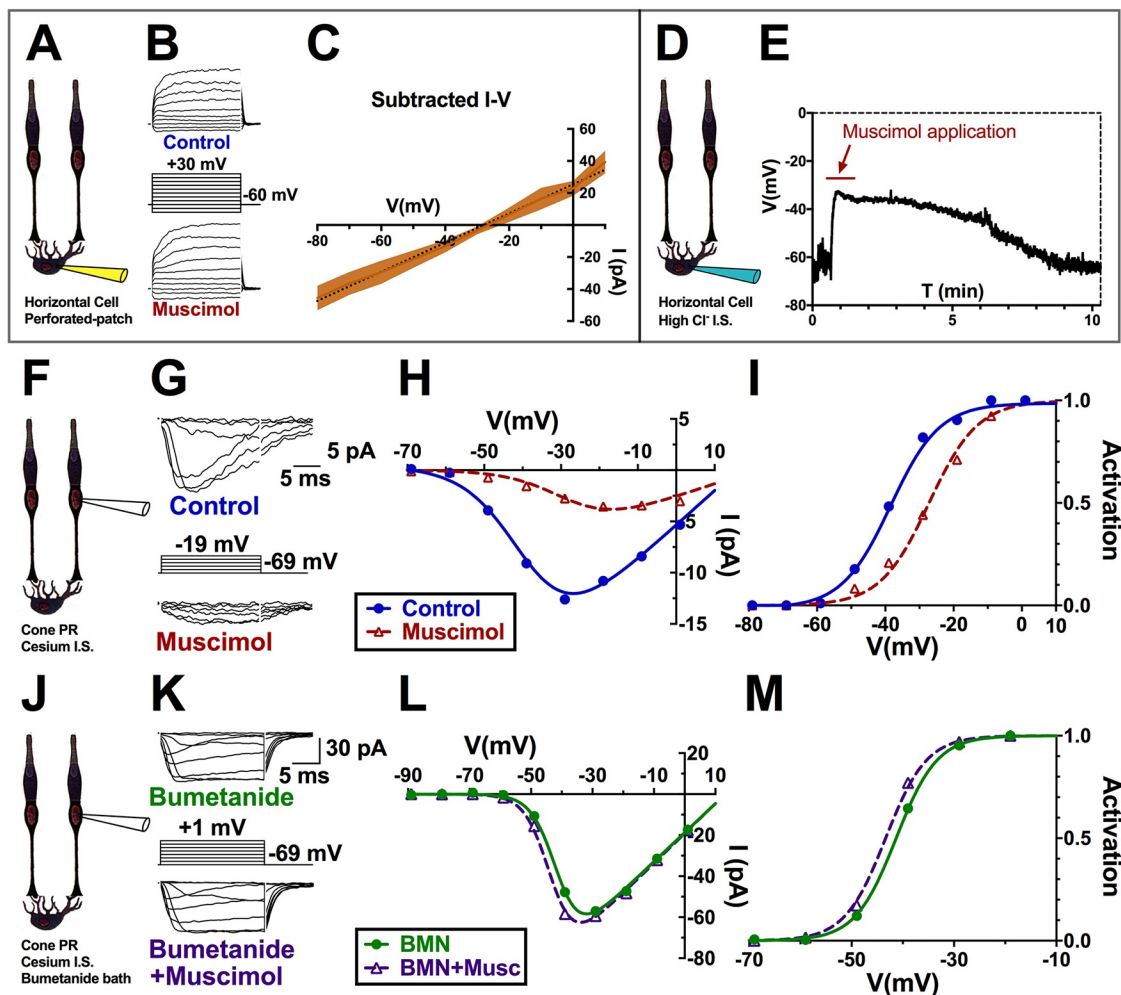 A
B
C
D
E
Control
+30 mV
-60 mV
Muscimol
Horizontal Cell
Perforated-patch
Subtracted I-V
V(mV)
-80
-60
-40
-20
60
40
20
-20
-40
-60
I (pA)
Horizontal Cell
High Cl- I.S.
Muscimol application
0
-20
-40
-60
-80
V(mV)
T (min)
0
5
10
F
G
H
I
Cone PR
Cesium I.S.
5 pA
5 ms
Control
-19 mV
-69 mV
Muscimol
V(mV)
-70
-50
-30
-10
10
5
-5
-10
-15
I (pA)
Control
Muscimol
1.0
0.5
0.0
Activation
-80
-60
-40
-20
0
10
V(mV)
J
K
L
M
Cone PR
Cesium I.S.
Bumetanide bath
30 pA
5 ms
Bumetanide
+1 mV
-69 mV
Bumetanide
+Muscimol
V(mV)
-90
-70
-50
-30
-10
10
20
-20
-40
-60
-80
I (pA)
BMN
BMN+Musc
1.0
0.5
0.0
Activation
-70
-50
-30
-10
V(mV)